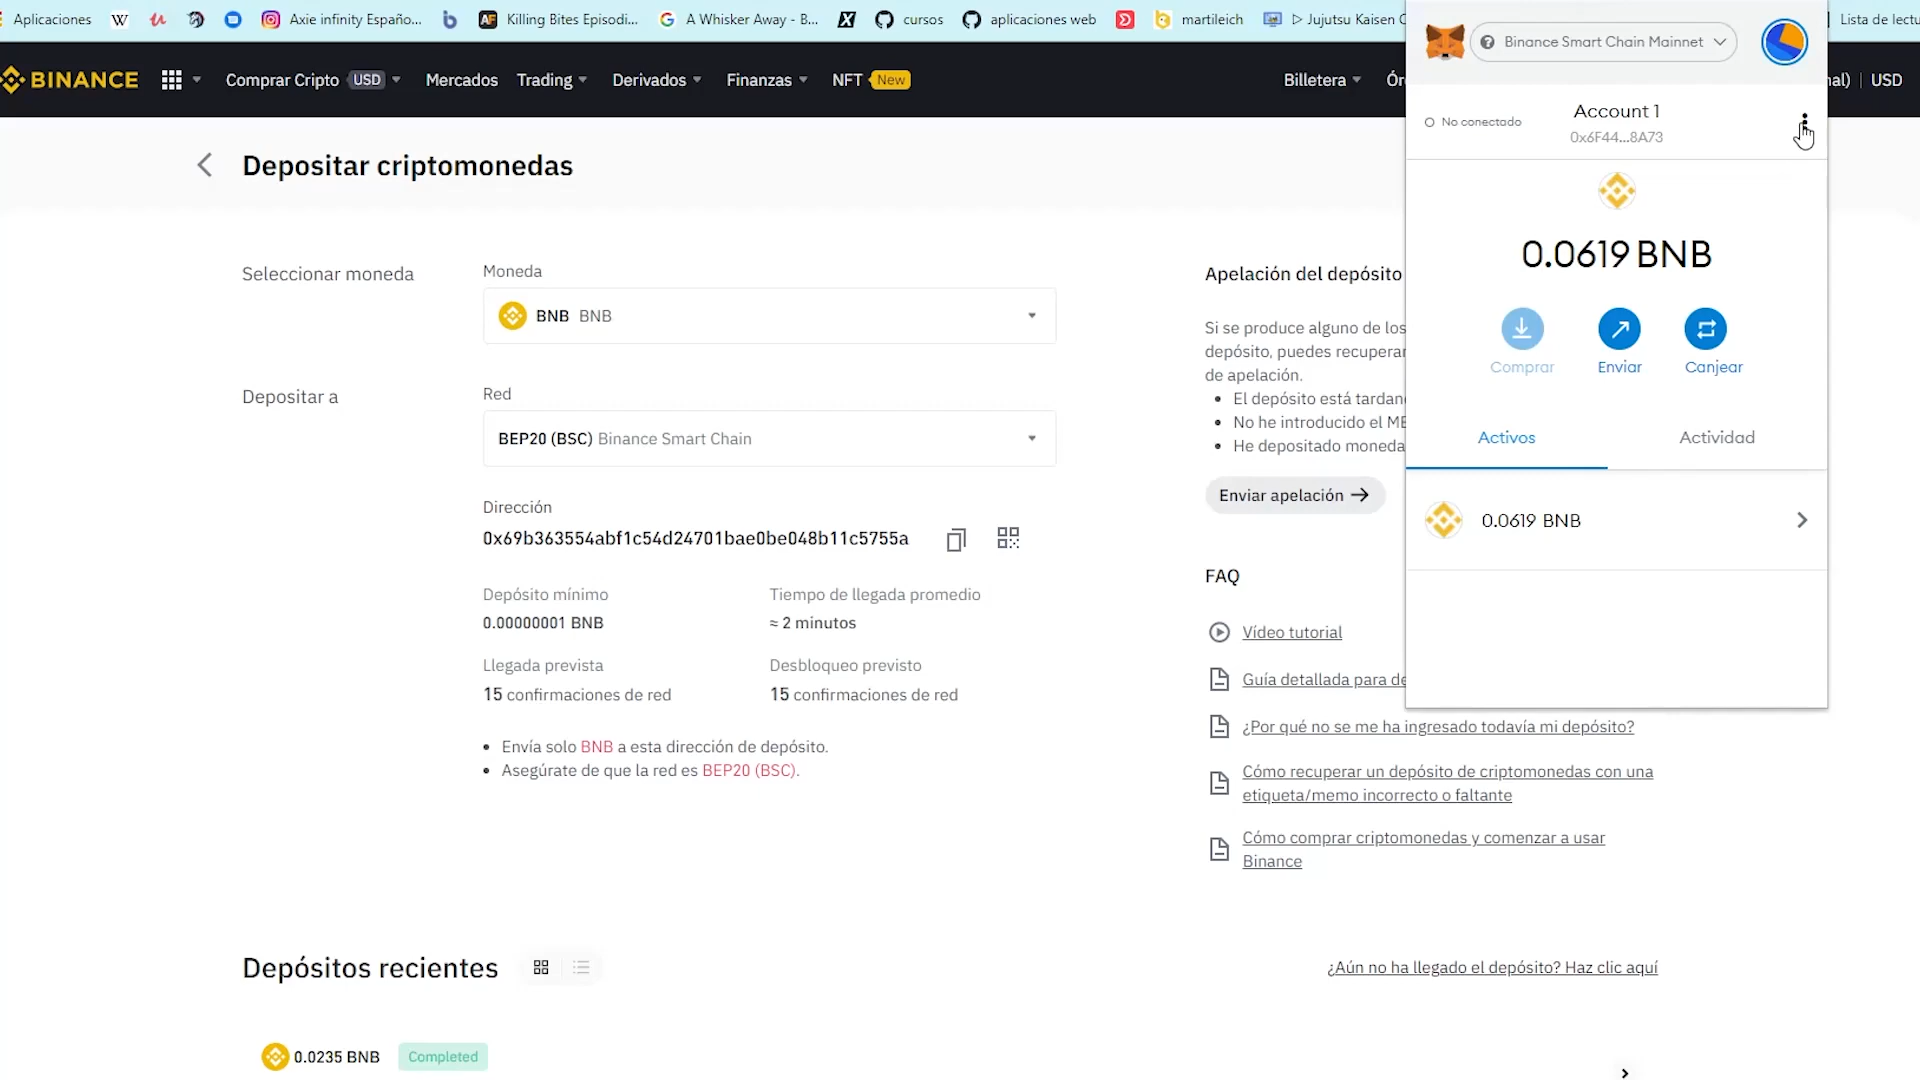 Aplicaciones
Axie infinity Españo...
Killing Bites Episodi...
A Whisker Away - B...
cursos
aplicaciones web
martileich
▷ Jujutsu Kaisen
Lista de lectu
BINANCE
Comprar Cripto USD
Mercados
Trading
Derivados
Finanzas
NFT New
Billetera
USD
Depositar criptomonedas
Seleccionar moneda
Moneda
BNB BNB
Depositar a
Red
BEP20 (BSC) Binance Smart Chain
Dirección
0x69b363554abf1c54d24701bae0be048b11c5755a
Depósito mínimo
0.00000001 BNB
Tiempo de llegada promedio
≈ 2 minutos
Llegada prevista
15 confirmaciones de red
Desbloqueo previsto
15 confirmaciones de red
• Envía solo BNB a esta dirección de depósito.
• Asegúrate de que la red es BEP20 (BSC).
Apelación del depósito
Si se produce alguno de los
depósito, puedes recuperar
de apelación.
• El depósito está tardan
• No he introducido el ME
• He depositado moneda
Enviar apelación →
FAQ
Vídeo tutorial
Guía detallada para de
¿Por qué no se me ha ingresado todavía mi depósito?
Cómo recuperar un depósito de criptomonedas con una
etiqueta/memo incorrecto o faltante
Cómo comprar criptomonedas y comenzar a usar
Binance
Binance Smart Chain Mainnet
No conectado
Account 1
0x6F44...8A73
0.0619 BNB
Comprar
Enviar
Canjear
Activos
Actividad
0.0619 BNB
Depósitos recientes
¿Aún no ha llegado el depósito? Haz clic aquí
0.0235 BNB Completed